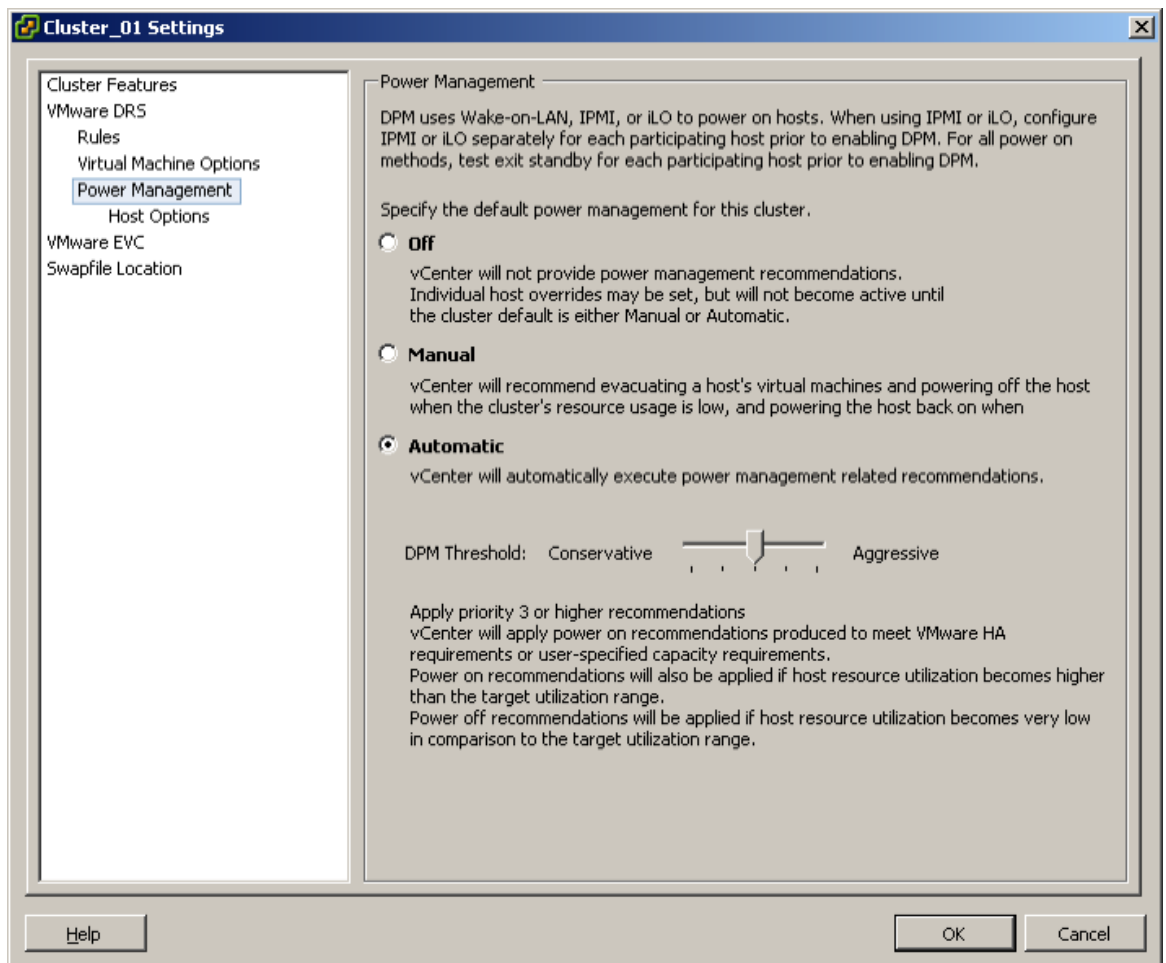 Cluster_01 Settings
Cluster Features
VMware DRS
Rules
Virtual Machine Options
Power Management
Host Options
VMware EVC
Swapfile Location
Power Management
DPM uses Wake-on-LAN, IPMI, or iLO to power on hosts. When using IPMI or iLO, configure
IPMI or iLO separately for each participating host prior to enabling DPM. For all power on
methods, test exit standby for each participating host prior to enabling DPM.
Specify the default power management for this cluster.
Off
vCenter will not provide power management recommendations.
Individual host overrides may be set, but will not become active until
the cluster default is either Manual or Automatic.
Manual
vCenter will recommend evacuating a host's virtual machines and powering off the host
when the cluster's resource usage is low, and powering the host back on when
Automatic
vCenter will automatically execute power management related recommendations.
DPM Threshold: Conservative Aggressive
Apply priority 3 or higher recommendations
vCenter will apply power on recommendations produced to meet VMware HA
requirements or user-specified capacity requirements.
Power on recommendations will also be applied if host resource utilization becomes higher
than the target utilization range.
Power off recommendations will be applied if host resource utilization becomes very low
in comparison to the target utilization range.
Help OK Cancel